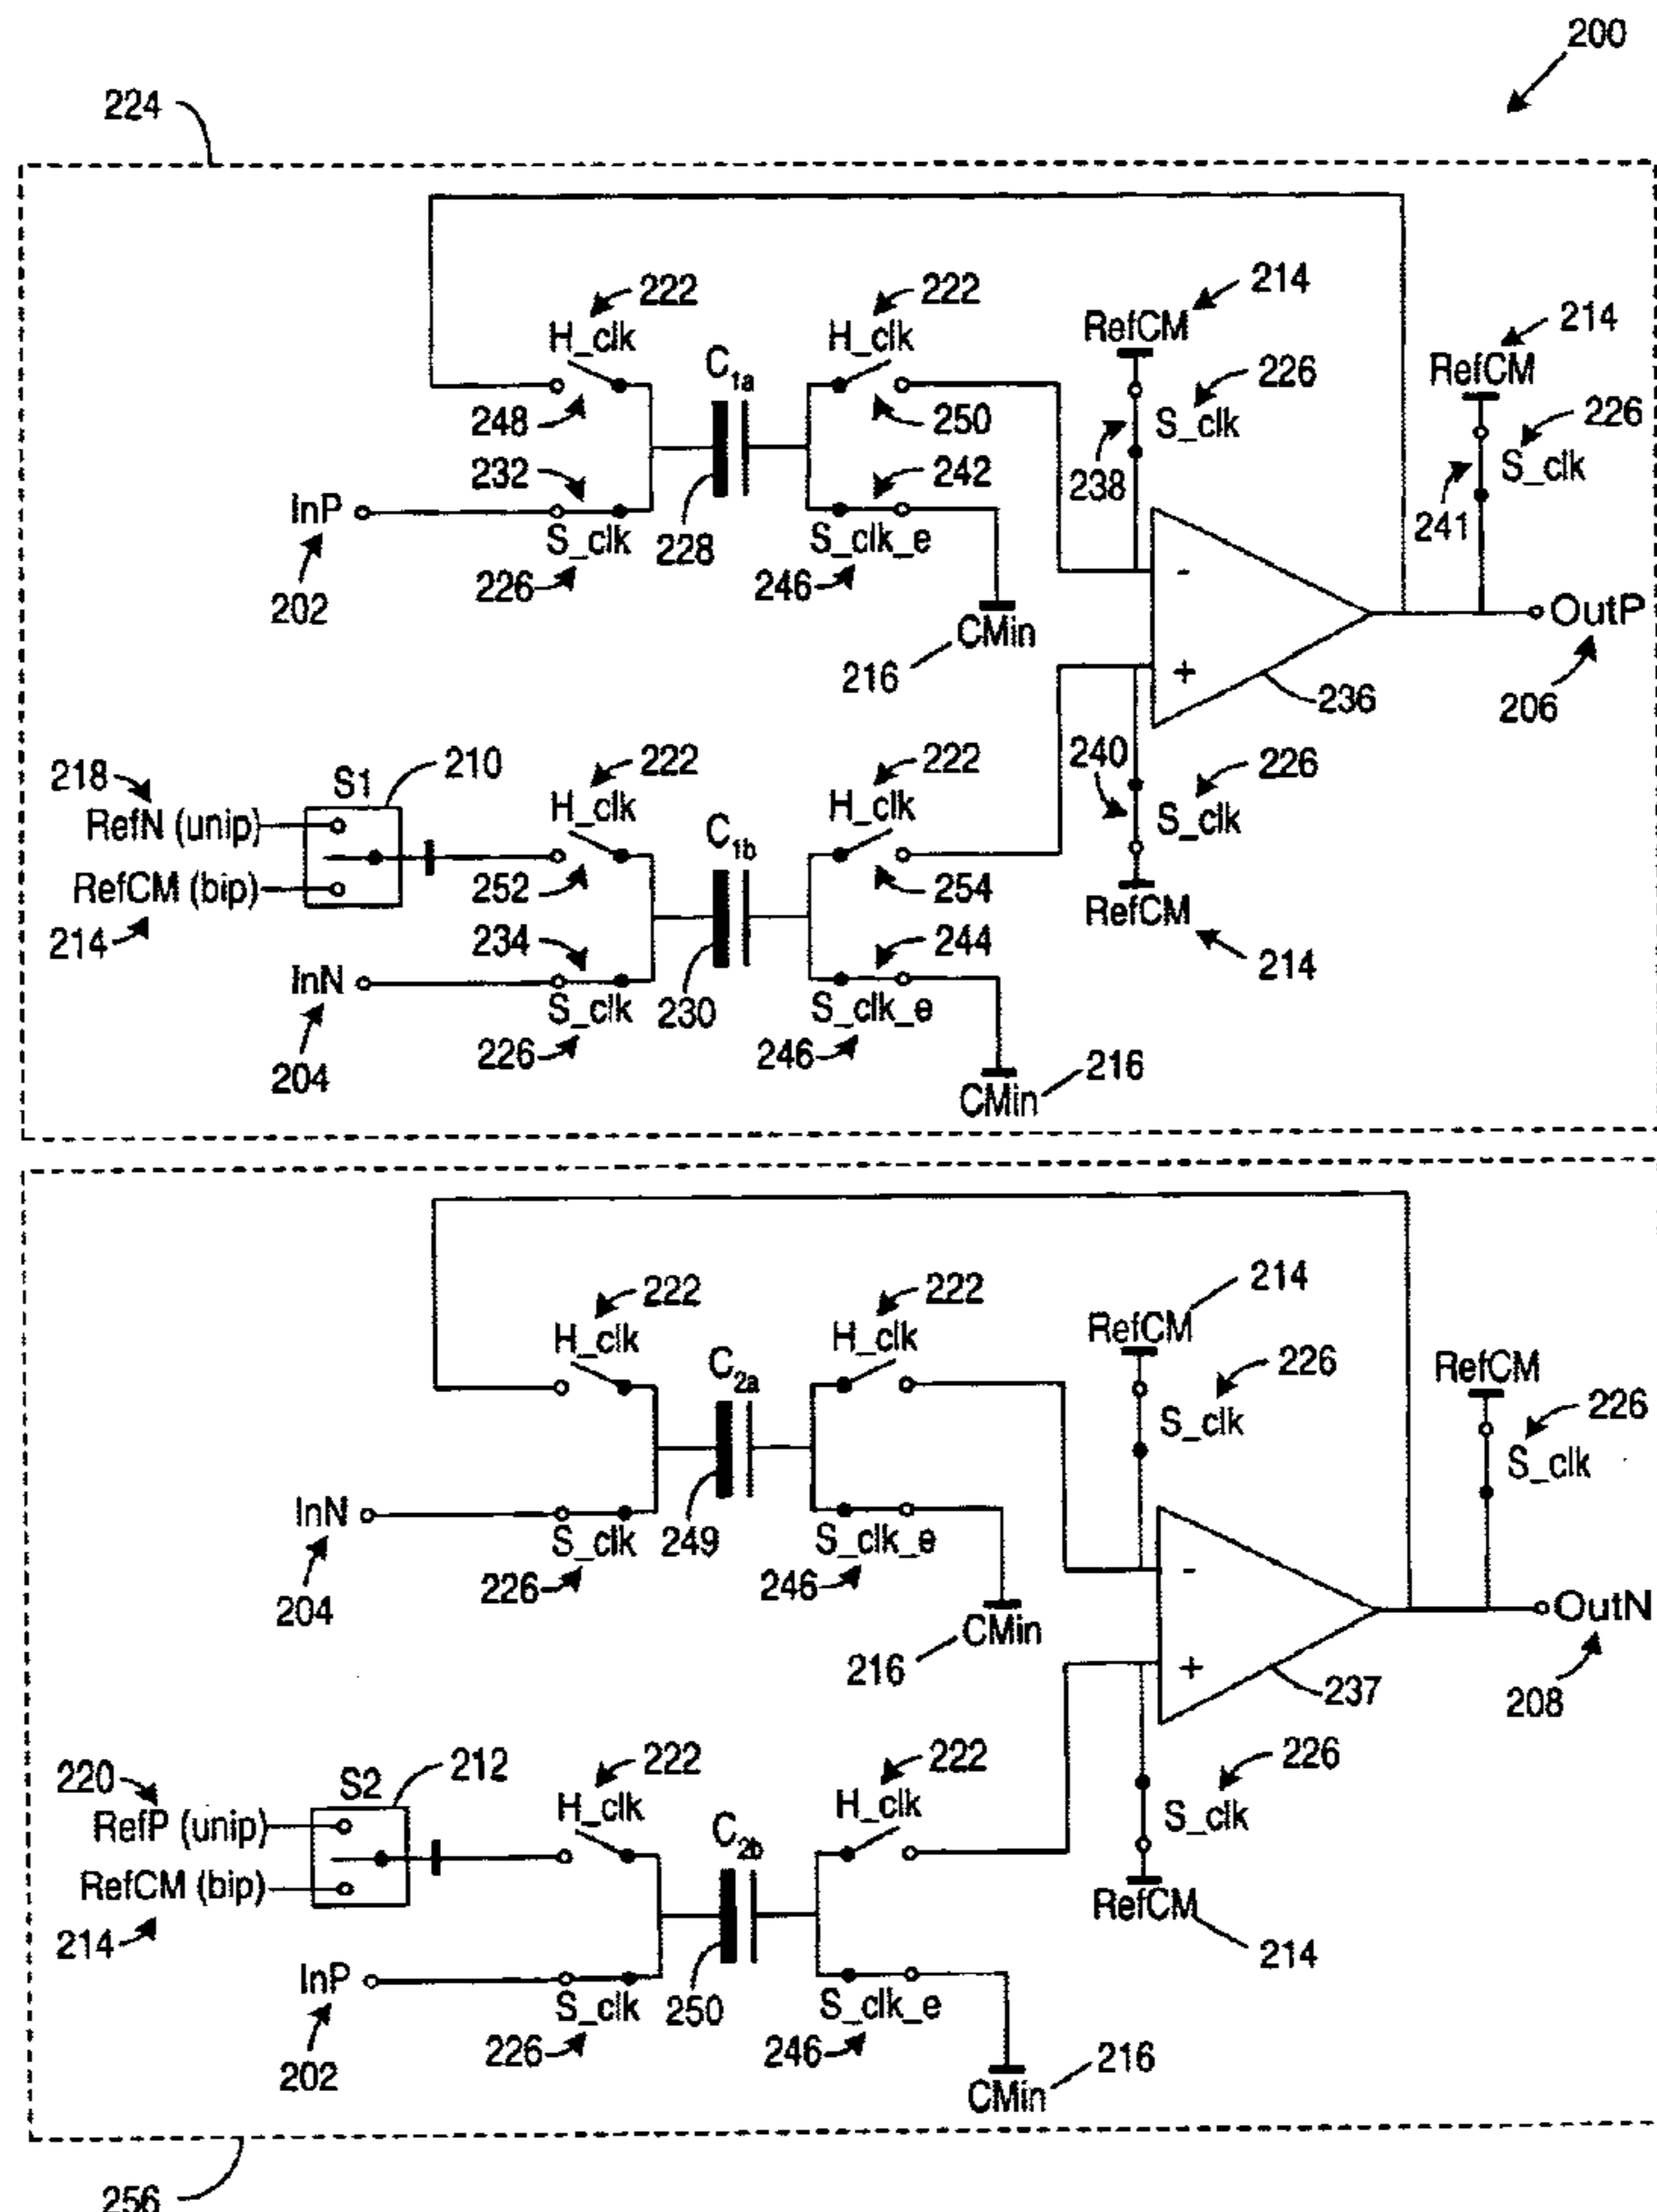 200
224
222
H_clk
222
H_clk
214
RefCM
214
RefCM
C1a
226
S_clk
226
S_clk
248
250
238
241
232
242
InP
S_clk
228
S_clk_e
226
246
202
CMin
216
-
+
OutP
236
206
218
RefN (unip)
S1
210
222
H_clk
222
H_clk
240
226
S_clk
C1b
RefCM (bip)
214
252
254
RefCM
214
234
244
InN
S_clk
230
S_clk_e
226
246
204
CMin
216
222
H_clk
222
H_clk
214
RefCM
RefCM
C2a
226
S_clk
226
S_clk
InN
S_clk
249
S_clk_e
226
246
204
CMin
216
-
+
OutN
237
208
220
RefP (unip)
S2
212
222
H_clk
222
H_clk
226
S_clk
C2b
RefCM (bip)
214
RefCM
214
InP
S_clk
250
S_clk_e
226
246
202
CMin
216
256